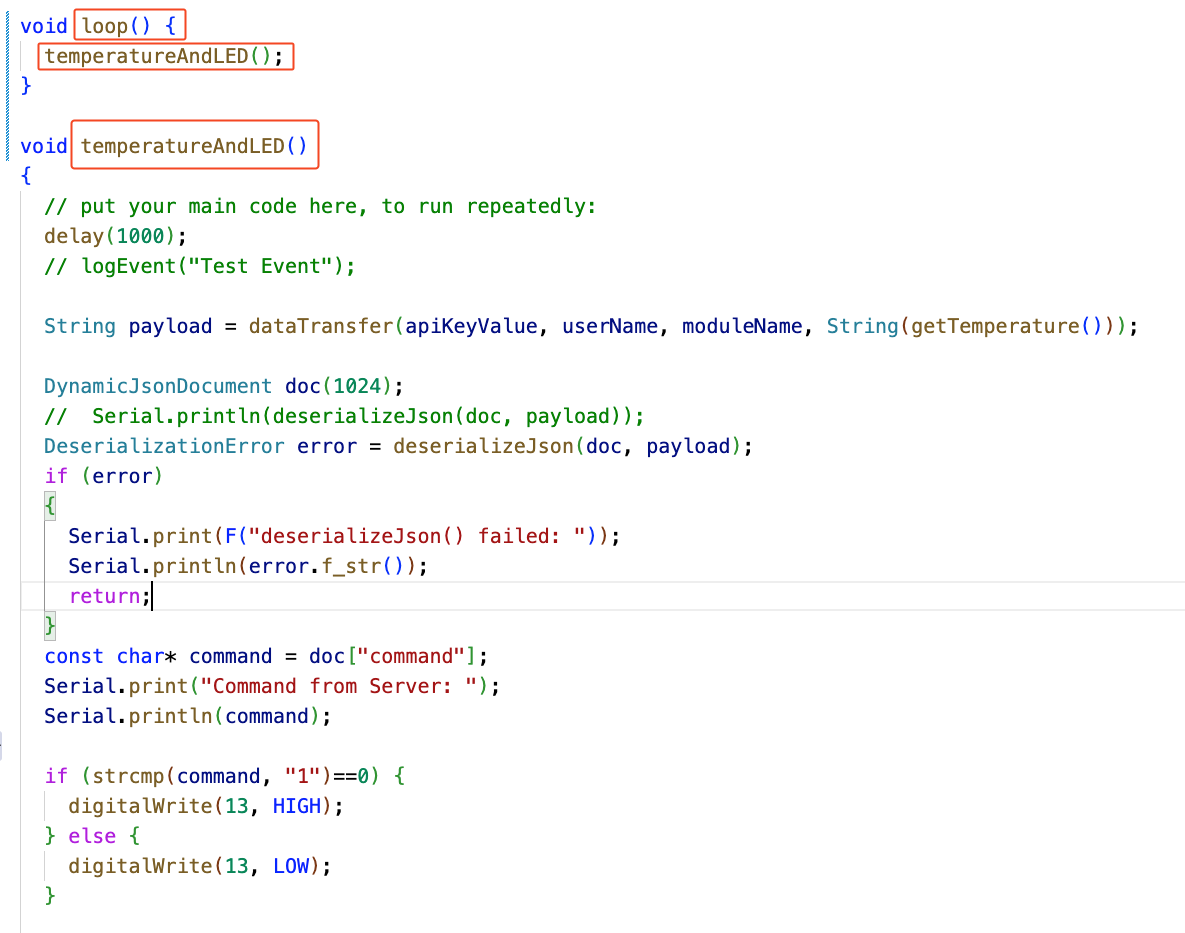 void loop() {
  temperatureAndLED();
}

void temperatureAndLED()
{
  // put your main code here, to run repeatedly:
  delay(1000);
  // logEvent("Test Event");

  String payload = dataTransfer(apiKeyValue, userName, moduleName, String(getTemperature()));

  DynamicJsonDocument doc(1024);
  //  Serial.println(deserializeJson(doc, payload));
  DeserializationError error = deserializeJson(doc, payload);
  if (error)
  {
    Serial.print(F("deserializeJson() failed: "));
    Serial.println(error.f_str());
    return;
  }
  const char* command = doc["command"];
  Serial.print("Command from Server: ");
  Serial.println(command);

  if (strcmp(command, "1")==0) {
    digitalWrite(13, HIGH);
  } else {
    digitalWrite(13, LOW);
  }